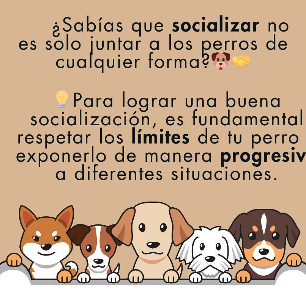 ¿Sabías que socializar no
es solo juntar a los perros de
cualquier forma?🐶🤝
💡Para lograr una buena
socialización, es fundamental
respetar los límites de tu perro
exponerlo de manera progresiv
a diferentes situaciones.